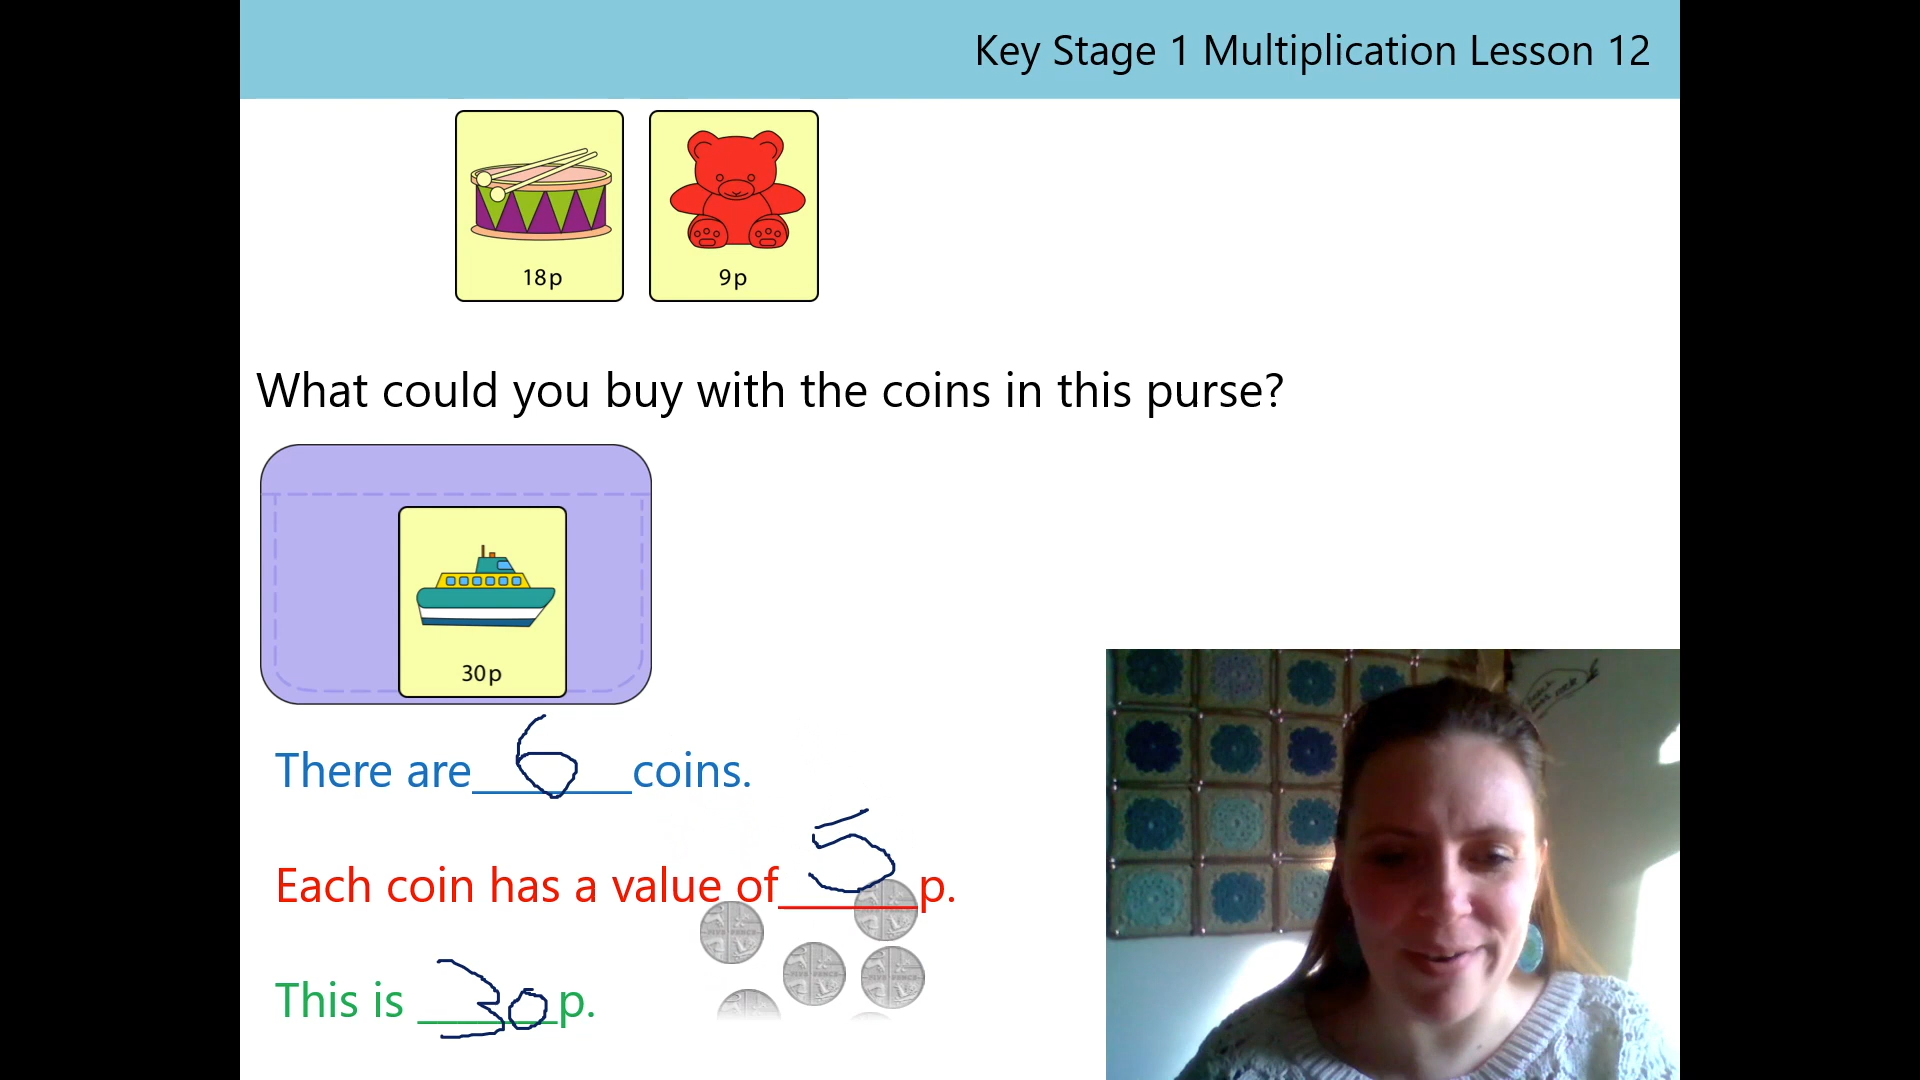 Key Stage 1 Multiplication Lesson 12
18p
9p
What could you buy with the coins in this purse?
30p
There are 6 coins.
Each coin has a value of 5 p.
This is 30 p.